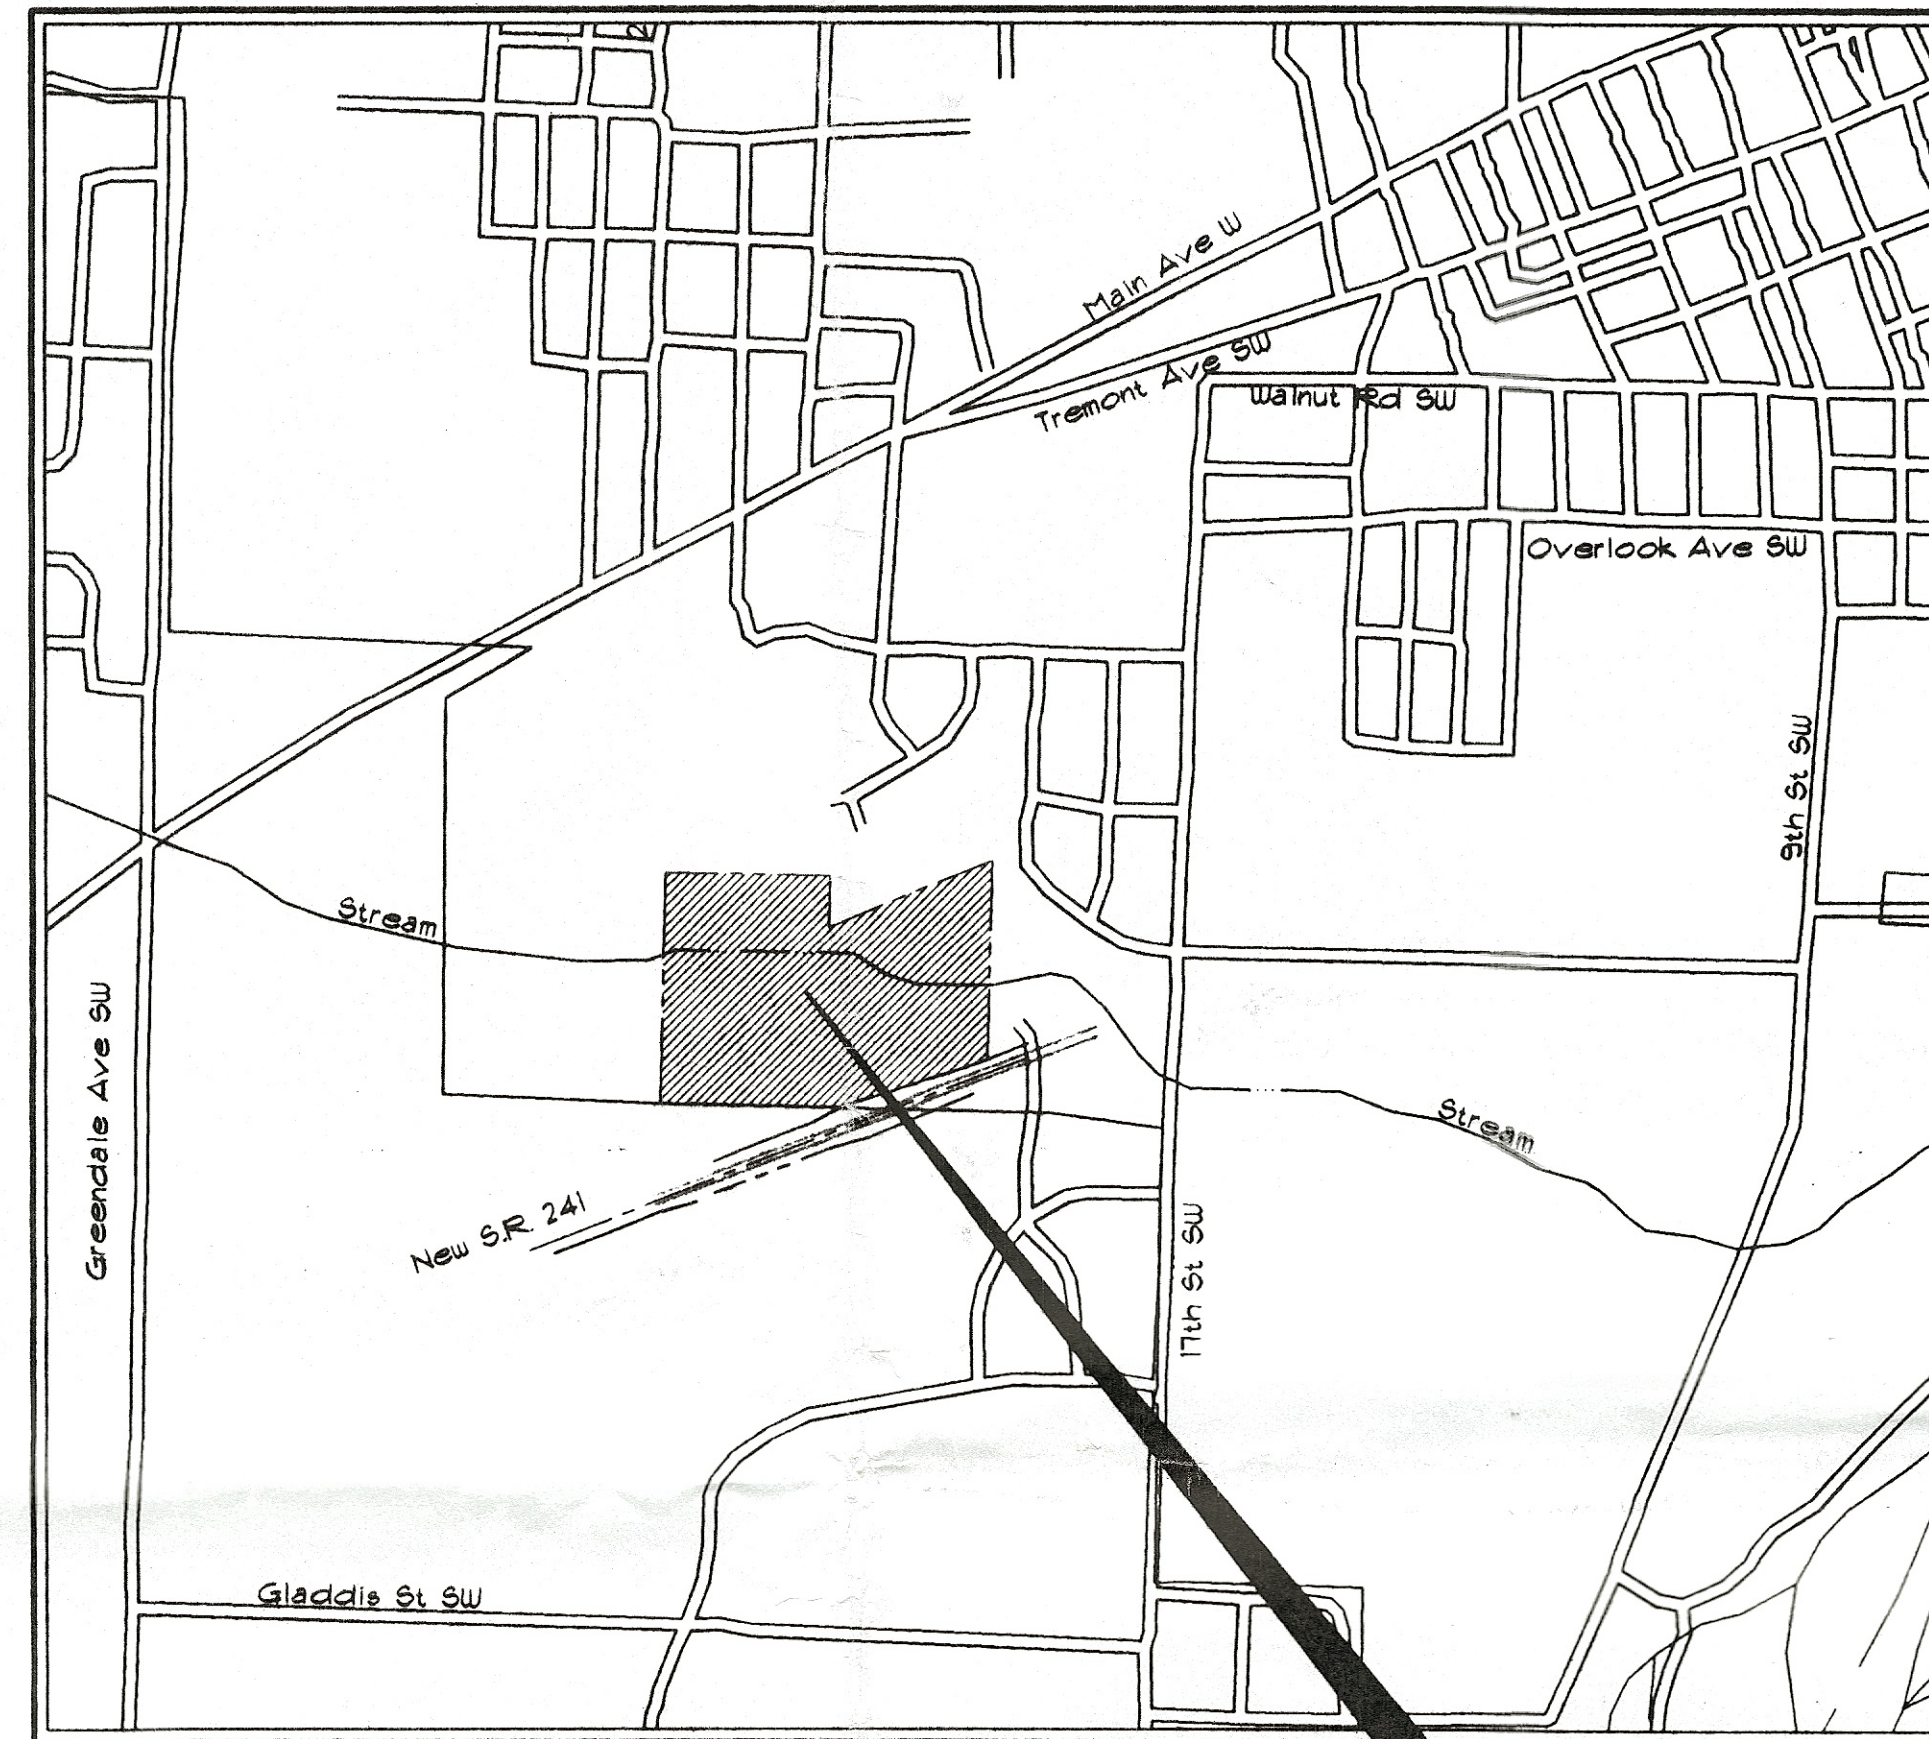 2
Main Ave W
Tremont Ave SW
Walnut Rd SW
Overlook Ave SW
9th St SW
Stream
Greendale Ave SW
Stream
New S.R. 241
17th St SW
Gladdis St SW